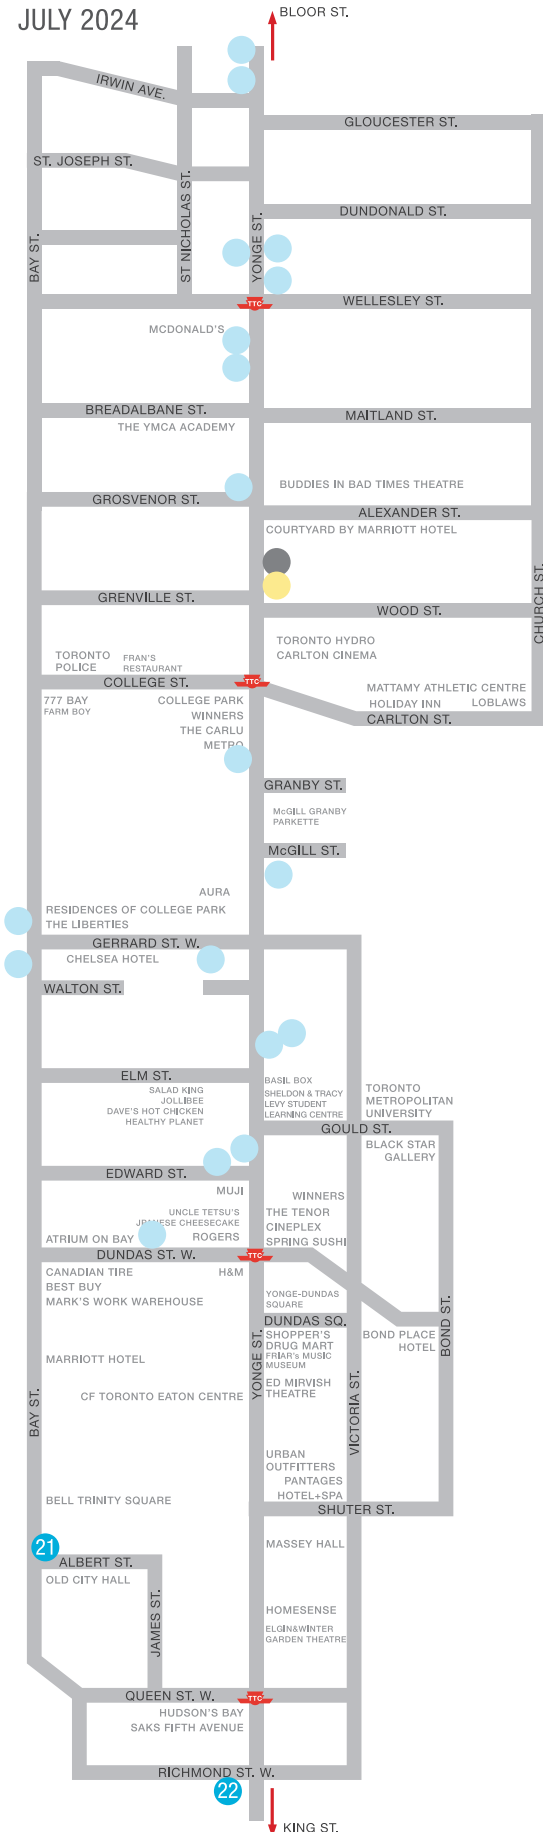 JULY 2024
BLOOR ST.
IRWIN AVE.
GLOUCESTER ST.
ST. JOSEPH ST.
DUNDONALD ST.
BAY ST.
ST NICHOLAS ST.
YONGE ST.
WELLESLEY ST.
TTC
MCDONALD'S
BREADALBANE ST.
MAITLAND ST.
THE YMCA ACADEMY
BUDDIES IN BAD TIMES THEATRE
GROSVENOR ST.
ALEXANDER ST.
COURTYARD BY MARRIOTT HOTEL
CHURCH ST.
GRENVILLE ST.
WOOD ST.
TORONTO HYDRO
CARLTON CINEMA
TORONTO
POLICE
FRAN'S
RESTAURANT
COLLEGE ST.
TTC
MATTAMY ATHLETIC CENTRE
HOLIDAY INN
LOBLAWS
CARLTON ST.
777 BAY
FARM BOY
COLLEGE PARK
WINNERS
THE CARLU
METRO
GRANBY ST.
McGILL GRANBY
PARKETTE
McGILL ST.
AURA
RESIDENCES OF COLLEGE PARK
THE LIBERTIES
GERRARD ST. W.
CHELSEA HOTEL
WALTON ST.
ELM ST.
SALAD KING
JOLLIBEE
DAVE'S HOT CHICKEN
HEALTHY PLANET
BASIL BOX
SHELDON & TRACY
LEVY STUDENT
LEARNING CENTRE
TORONTO
METROPOLITAN
UNIVERSITY
GOULD ST.
BLACK STAR
GALLERY
EDWARD ST.
MUJI
WINNERS
UNCLE TETSU'S
JPANESE CHEESECAKE
ROGERS
THE TENOR
CINEPLEX
SPRING SUSHI
ATRIUM ON BAY
DUNDAS ST. W.
TTC
CANADIAN TIRE
BEST BUY
MARK'S WORK WAREHOUSE
H&M
YONGE-DUNDAS
SQUARE
DUNDAS SQ.
BOND ST.
SHOPPER'S
DRUG MART
FRIAR's MUSIC
MUSEUM
BOND PLACE
HOTEL
YONGE ST.
MARRIOTT HOTEL
ED MIRVISH
THEATRE
CF TORONTO EATON CENTRE
BAY ST.
VICTORIA ST.
URBAN
OUTFITTERS
PANTAGES
HOTEL+SPA
BELL TRINITY SQUARE
SHUTER ST.
MASSEY HALL
21
ALBERT ST.
OLD CITY HALL
JAMES ST.
HOMESENSE
ELGIN&WINTER
GARDEN THEATRE
QUEEN ST. W.
TTC
HUDSON'S BAY
SAKS FIFTH AVENUE
RICHMOND ST. W.
22
KING ST.